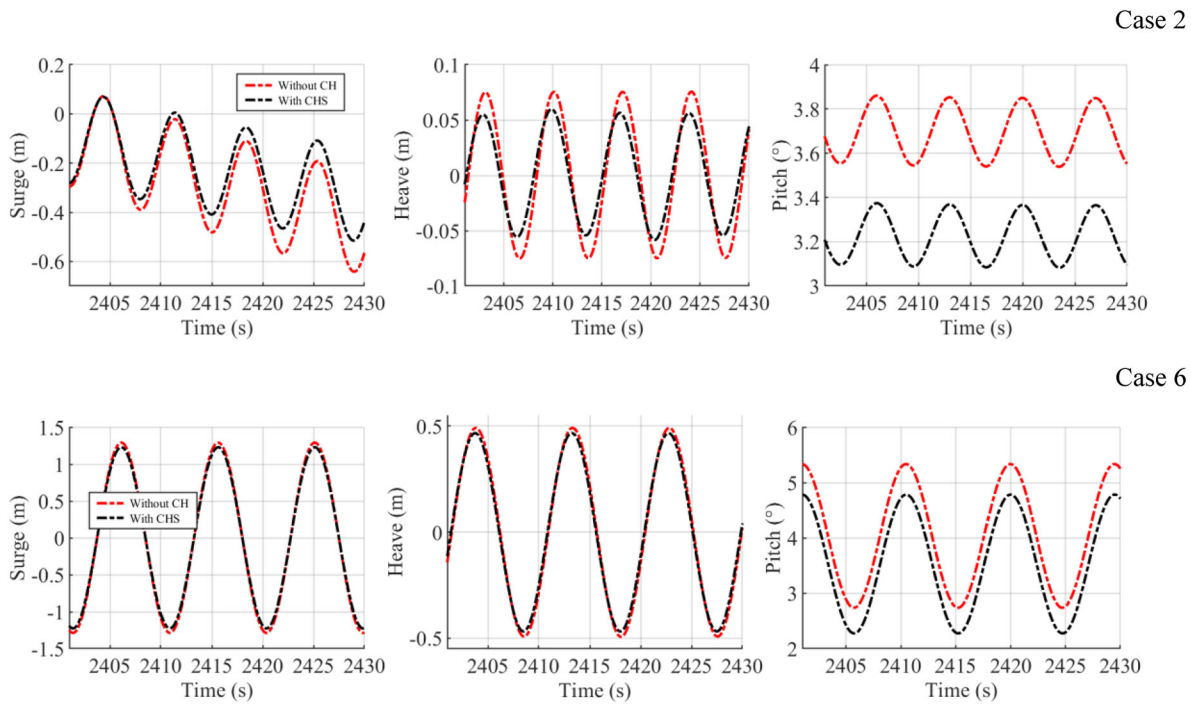 Case 2
Surge (m)
0.2
0
-0.2
-0.4
-0.6
Without CH
With CHS
2405 2410 2415 2420 2425 2430
Time (s)
Heave (m)
0.1
0.05
0
-0.05
-0.1
2405 2410 2415 2420 2425 2430
Time (s)
Pitch (°)
4
3.8
3.6
3.4
3.2
3
2405 2410 2415 2420 2425 2430
Time (s)
Case 6
Surge (m)
1.5
1
0.5
0
-0.5
-1
-1.5
Without CH
With CHS
2405 2410 2415 2420 2425 2430
Time (s)
Heave (m)
0.5
0
-0.5
2405 2410 2415 2420 2425 2430
Time (s)
Pitch (°)
6
5
4
3
2
2405 2410 2415 2420 2425 2430
Time (s)